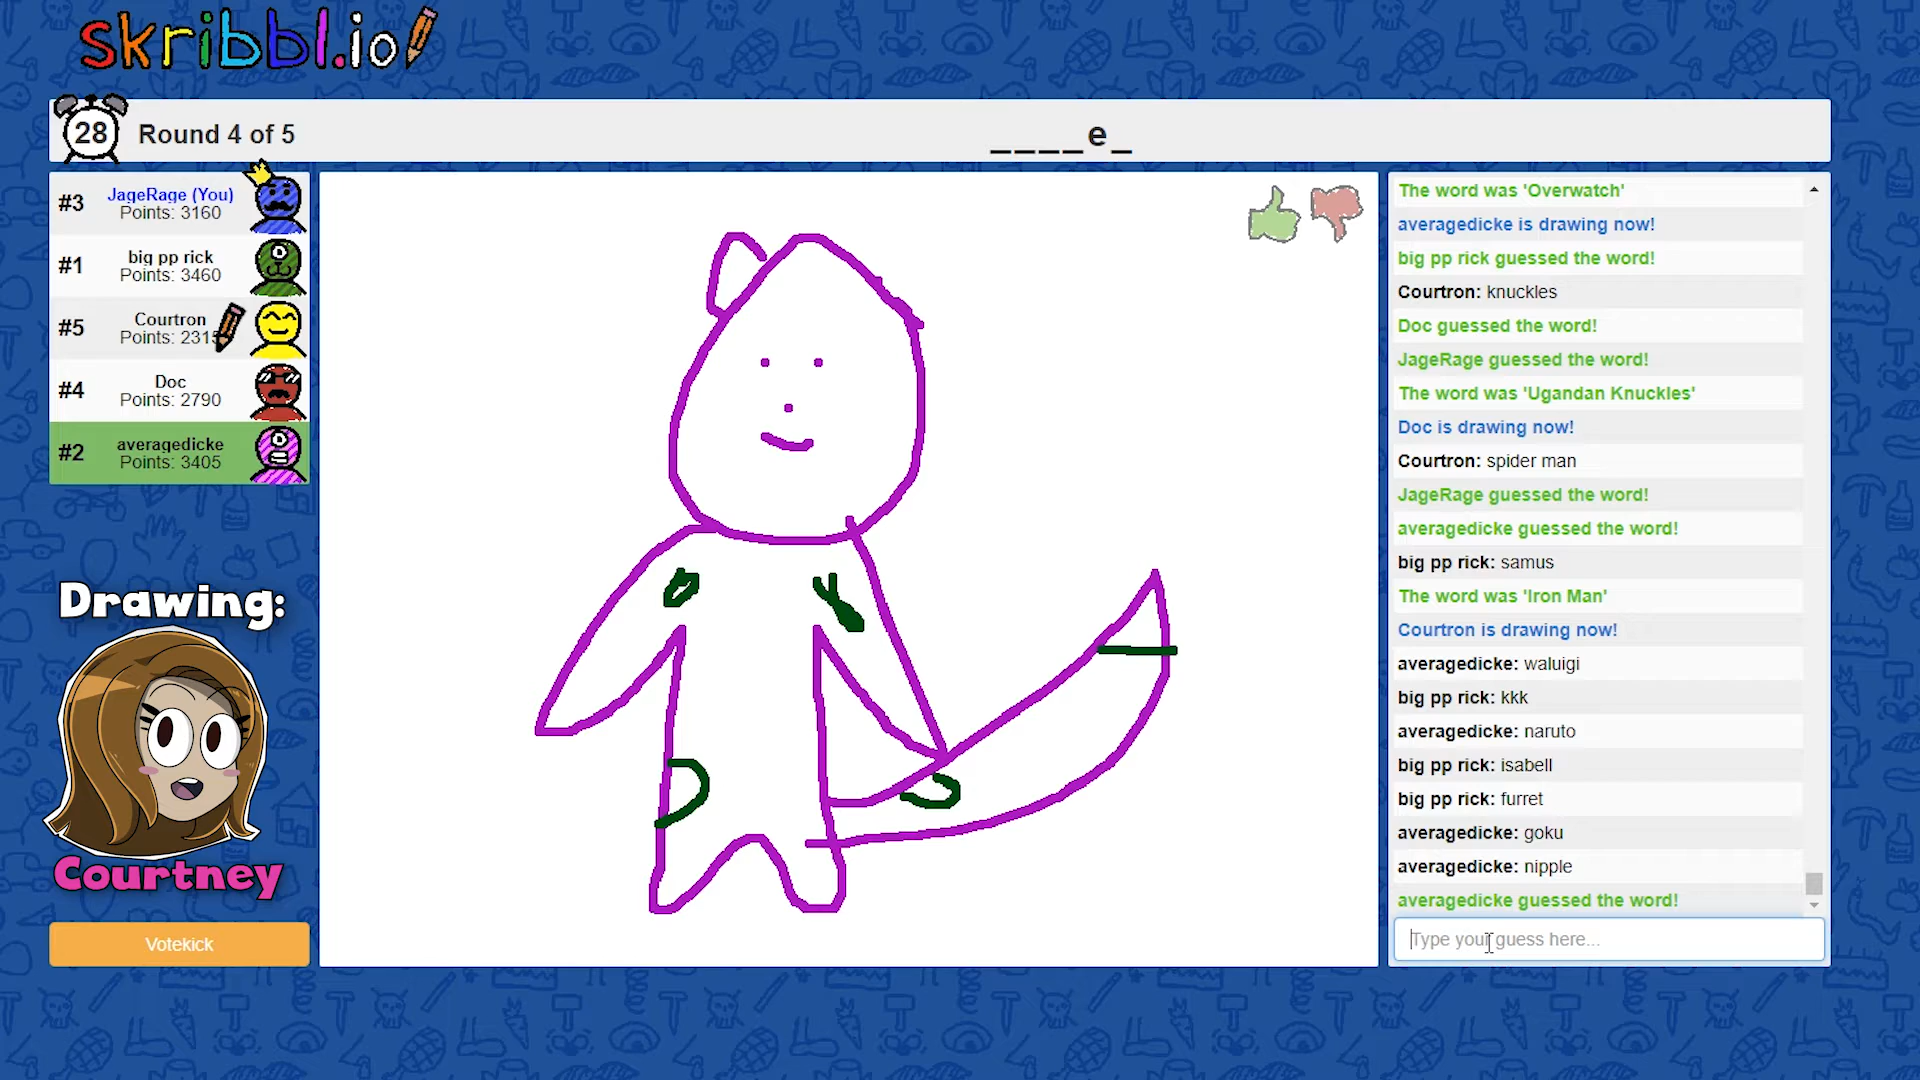 skribbl.io
28
Round 4 of 5
____e_
#3 JageRage (You)
Points: 3160
#1 big pp rick
Points: 3460
#5 Courtron
Points: 2315
#4 Doc
Points: 2790
#2 averagedicke
Points: 3405
Drawing:
Courtney
Votekick
The word was 'Overwatch'
averagedicke is drawing now!
big pp rick guessed the word!
Courtron: knuckles
Doc guessed the word!
JageRage guessed the word!
The word was 'Ugandan Knuckles'
Doc is drawing now!
Courtron: spider man
JageRage guessed the word!
averagedicke guessed the word!
big pp rick: samus
The word was 'Iron Man'
Courtron is drawing now!
averagedicke: waluigi
big pp rick: kkk
averagedicke: naruto
big pp rick: isabell
big pp rick: furret
averagedicke: goku
averagedicke: nipple
averagedicke guessed the word!
Type your guess here...